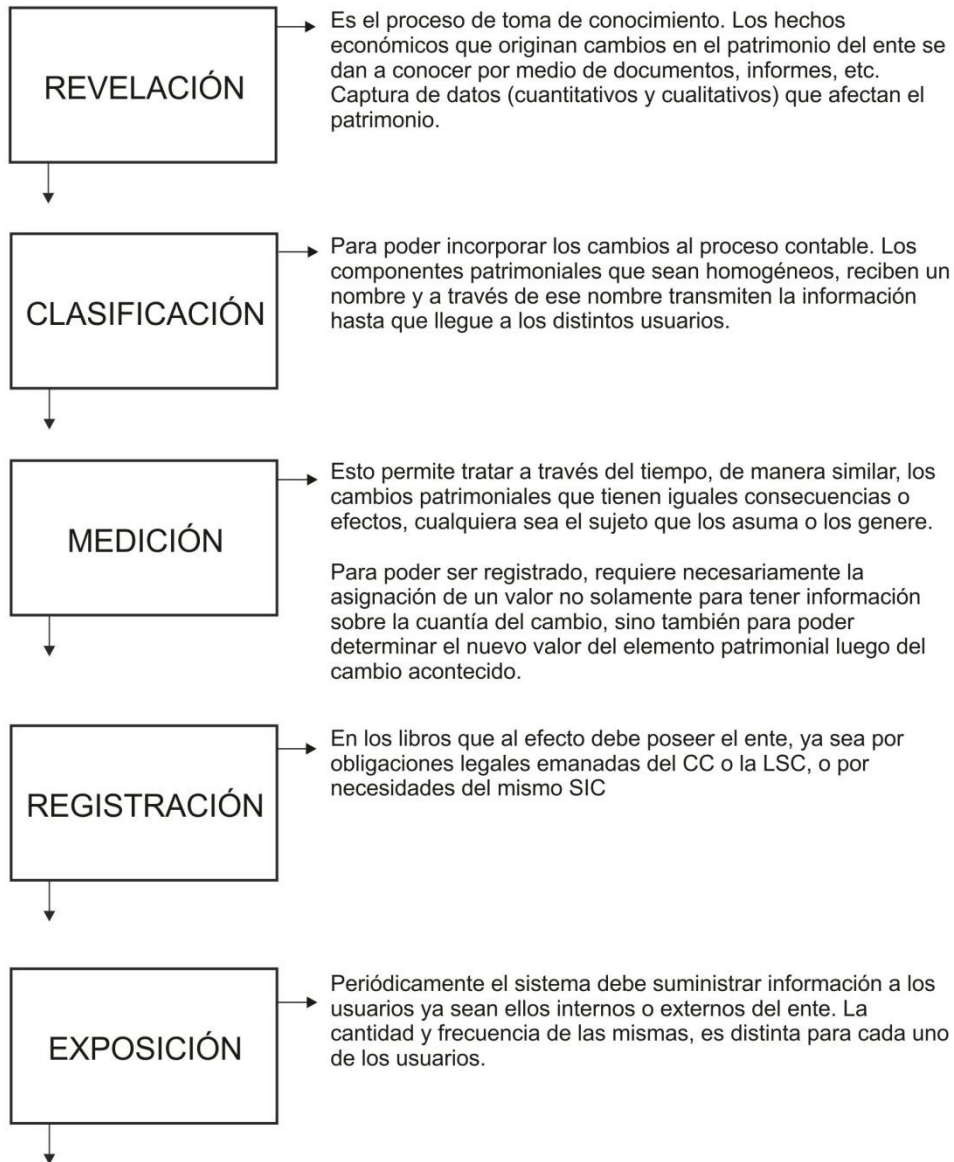 REVELACIÓN
Es el proceso de toma de conocimiento. Los hechos
económicos que originan cambios en el patrimonio del ente se
dan a conocer por medio de documentos, informes, etc.
Captura de datos (cuantitativos y cualitativos) que afectan el
patrimonio.
CLASIFICACIÓN
Para poder incorporar los cambios al proceso contable. Los
componentes patrimoniales que sean homogéneos, reciben un
nombre y a través de ese nombre transmiten la información
hasta que llegue a los distintos usuarios.
MEDICIÓN
Esto permite tratar a través del tiempo, de manera similar, los
cambios patrimoniales que tienen iguales consecuencias o
efectos, cualquiera sea el sujeto que los asuma o los genere.
Para poder ser registrado, requiere necesariamente la
asignación de un valor no solamente para tener información
sobre la cuantía del cambio, sino también para poder
determinar el nuevo valor del elemento patrimonial luego del
cambio acontecido.
REGISTRACIÓN
En los libros que al efecto debe poseer el ente, ya sea por
obligaciones legales emanadas del CC o la LSC, o por
necesidades del mismo SIC
EXPOSICIÓN
Periódicamente el sistema debe suministrar información a los
usuarios ya sean ellos internos o externos del ente. La
cantidad y frecuencia de las mismas, es distinta para cada uno
de los usuarios.